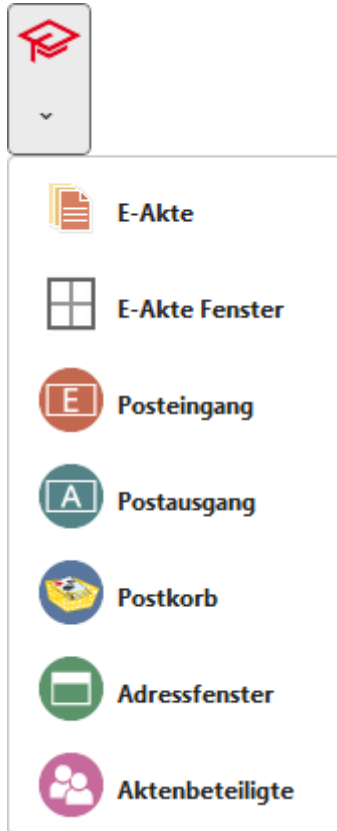 E-Akte
E-Akte Fenster
E Posteingang
A Postausgang
Postkorb
Adressfenster
Aktenbeteiligte